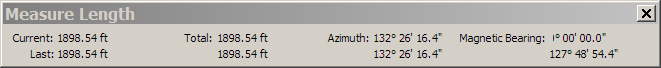 Measure Length
Current: 1898.54 ft Total: 1898.54 ft Azimuth: 132° 26' 16.4" Magnetic Bearing: 0° 00' 00.0"
Last: 1898.54 ft 1898.54 ft 132° 26' 16.4" 127° 48' 54.4"